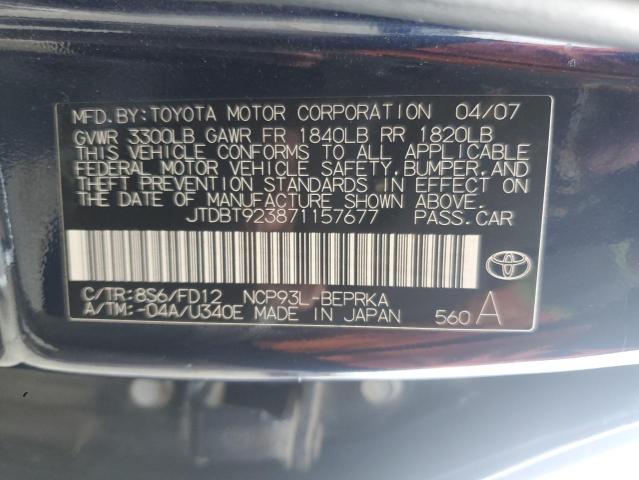 MFD.BY:TOYOTA MOTOR CORPORATION 04/07
GVWR 3300LB GAWR FR 1840LB RR 1820LB
THIS VEHICLE CONFORMS TO ALL APPLICABLE
FEDERAL MOTOR VEHICLE SAFETY,BUMPER,AND
THEFT PREVENTION STANDARDS IN EFFECT ON
THE DATE OF MANUFACTURE SHOWN ABOVE.
JTDBT923871157677 PASS.CAR
C/TR:8S6/FD12 NCP93L-BEPRKA
A/TM:-04A/U340E MADE IN JAPAN 560 A